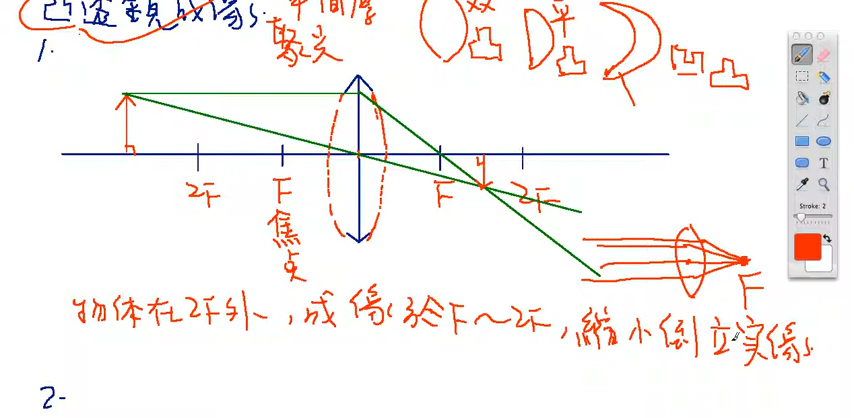 凸透鏡成像
中間厚
聚光
双凸
平凸
凹凸
1.
2F
F
F
2F
焦点
F
物体在2F外，成像於F~2F，縮小倒立實像
2-
T
Stroke: 2